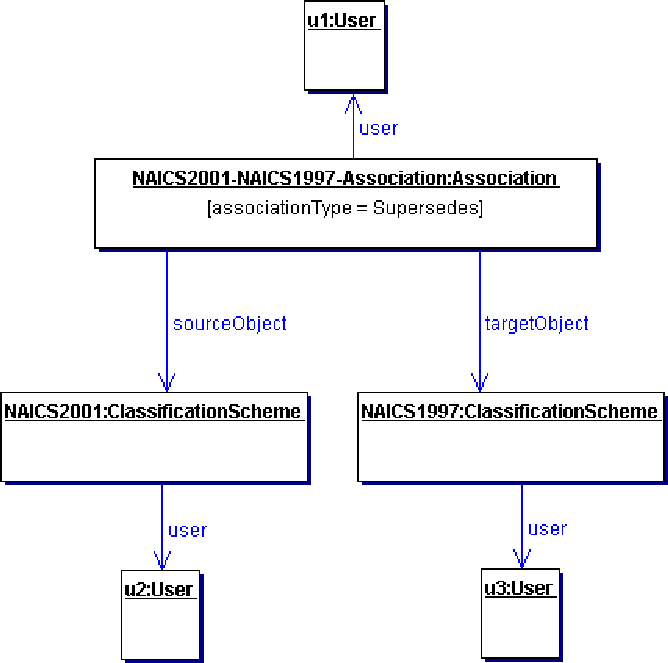 u1:User
user
NAICS2001-NAICS1997-Association:Association
[associationType = Supersedes]
sourceObject
targetObject
NAICS2001:ClassificationScheme
NAICS1997:ClassificationScheme
user
user
u2:User
u3:User